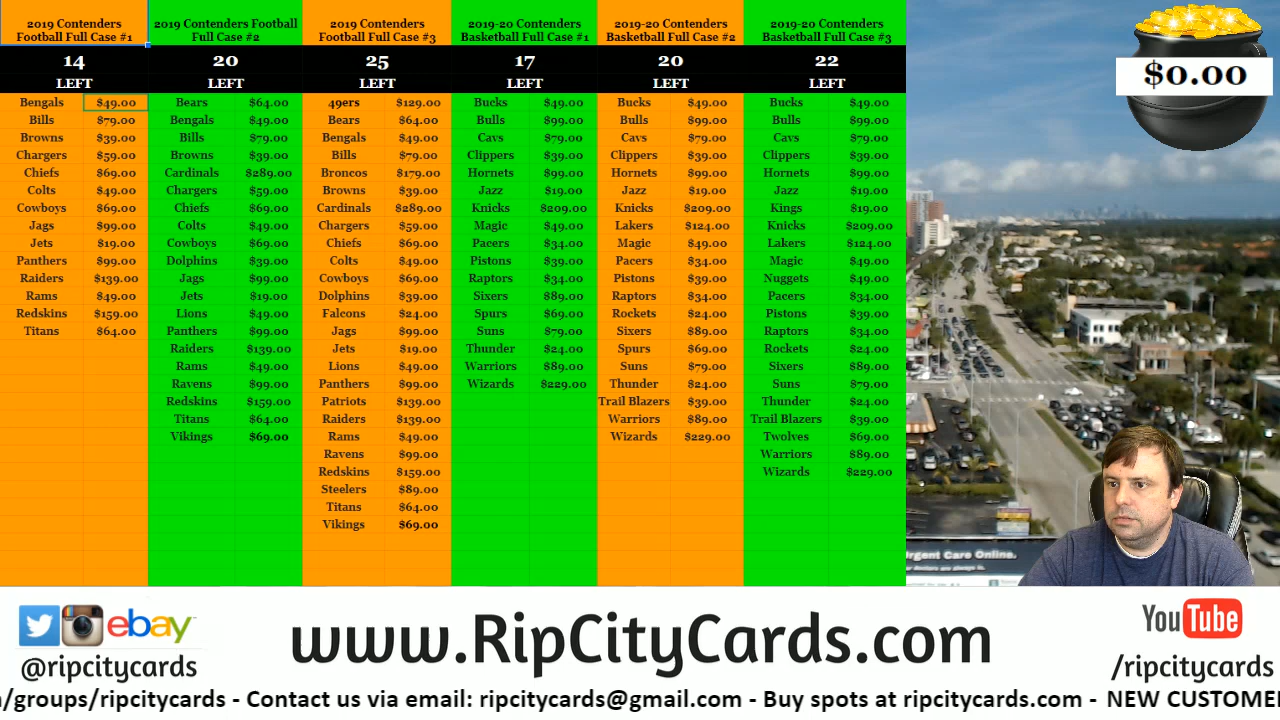 2019 Contenders
Football Full Case #1
14
LEFT
Bengals $49.00
Bills $79.00
Browns $39.00
Chargers $59.00
Chiefs $69.00
Colts $49.00
Cowboys $69.00
Jags $99.00
Jets $19.00
Panthers $99.00
Raiders $139.00
Rams $49.00
Redskins $159.00
Titans $64.00
2019 Contenders Football
Full Case #2
20
LEFT
Bears $64.00
Bengals $49.00
Bills $79.00
Browns $39.00
Cardinals $289.00
Chargers $59.00
Chiefs $69.00
Colts $49.00
Cowboys $69.00
Dolphins $39.00
Jags $99.00
Jets $19.00
Lions $49.00
Panthers $99.00
Raiders $139.00
Rams $49.00
Ravens $99.00
Redskins $159.00
Titans $64.00
Vikings $69.00
2019 Contenders
Football Full Case #3
25
LEFT
49ers $129.00
Bears $64.00
Bengals $49.00
Bills $79.00
Broncos $179.00
Browns $39.00
Cardinals $289.00
Chargers $59.00
Chiefs $69.00
Colts $49.00
Cowboys $69.00
Dolphins $39.00
Falcons $24.00
Jags $99.00
Jets $19.00
Lions $49.00
Panthers $99.00
Patriots $139.00
Raiders $139.00
Rams $49.00
Ravens $99.00
Redskins $159.00
Steelers $89.00
Titans $64.00
Vikings $69.00
2019-20 Contenders
Basketball Full Case #1
17
LEFT
Bucks $49.00
Bulls $99.00
Cavs $79.00
Clippers $39.00
Hornets $99.00
Jazz $19.00
Knicks $209.00
Magic $49.00
Pacers $34.00
Pistons $39.00
Raptors $34.00
Sixers $89.00
Spurs $69.00
Suns $79.00
Thunder $24.00
Warriors $89.00
Wizards $229.00
2019-20 Contenders
Basketball Full Case #2
20
LEFT
Bucks $49.00
Bulls $99.00
Cavs $79.00
Clippers $39.00
Hornets $99.00
Jazz $19.00
Knicks $209.00
Lakers $124.00
Magic $49.00
Pacers $34.00
Pistons $39.00
Raptors $34.00
Rockets $24.00
Sixers $89.00
Spurs $69.00
Suns $79.00
Thunder $24.00
Trail Blazers $39.00
Warriors $89.00
Wizards $229.00
2019-20 Contenders
Basketball Full Case #3
22
LEFT
Bucks $49.00
Bulls $99.00
Cavs $79.00
Clippers $39.00
Hornets $99.00
Jazz $19.00
Kings $19.00
Knicks $209.00
Lakers $124.00
Magic $49.00
Nuggets $49.00
Pacers $34.00
Pistons $39.00
Raptors $34.00
Rockets $24.00
Sixers $89.00
Suns $79.00
Thunder $24.00
Trail Blazers $39.00
Twolves $69.00
Warriors $89.00
Wizards $229.00
$0.00
Urgent Care Online.
ebay
@ripcitycards
www.RipCityCards.com
YouTube
/ripcitycards
/groups/ripcitycards - Contact us via email: ripcitycards@gmail.com - Buy spots at ripcitycards.com - NEW CUSTOME